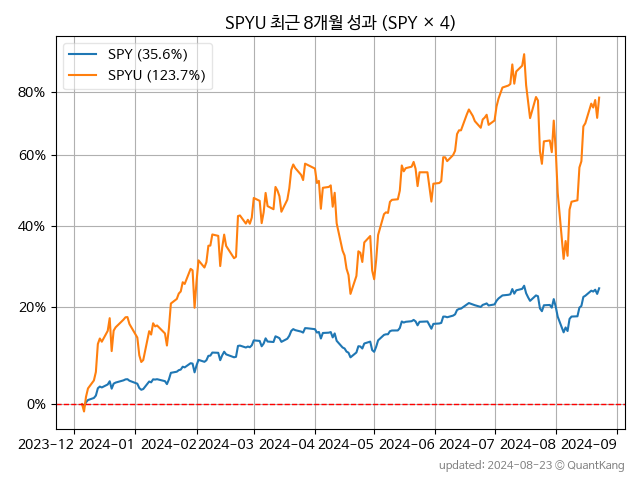 SPYU 최근 8개월 성과 (SPY × 4)
SPY (35.6%)
SPYU (123.7%)
80%
60%
40%
20%
0%
2023-12 2024-01 2024-02 2024-03 2024-04 2024-05 2024-06 2024-07 2024-08 2024-09
updated: 2024-08-23 © QuantKang